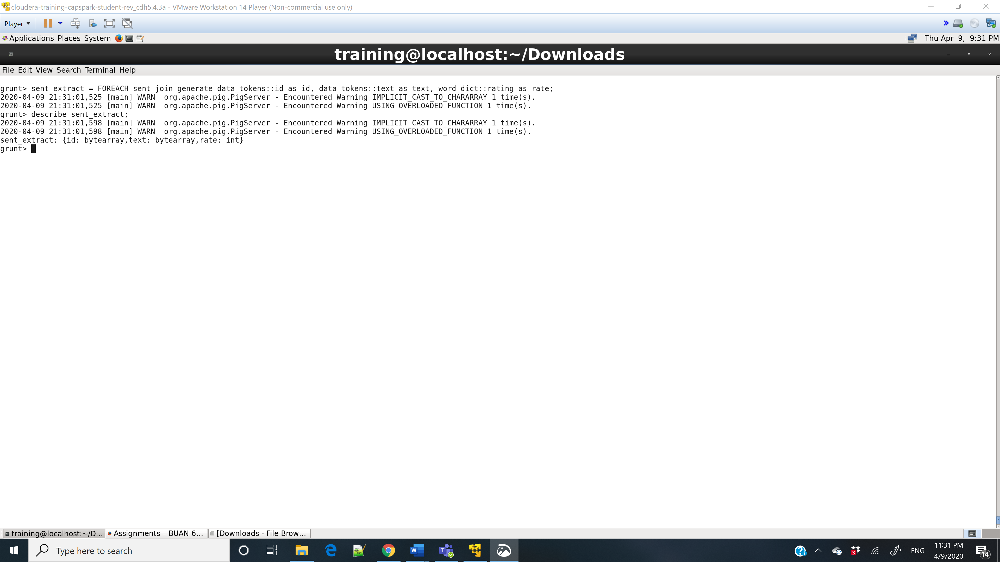 cloudera-training-capspark-student-rev_cdh5.4.3a - VMware Workstation 14 Player (Non-commercial use only)
Player
Applications Places System
Thu Apr 9, 9:31 PM
training@localhost:~/Downloads
File Edit View Search Terminal Help
grunt> sent_extract = FOREACH sent_join generate data_tokens::id as id, data_tokens::text as text, word_dict::rating as rate;
2020-04-09 21:31:01,525 [main] WARN  org.apache.pig.PigServer - Encountered Warning IMPLICIT_CAST_TO_CHARARRAY 1 time(s).
2020-04-09 21:31:01,525 [main] WARN  org.apache.pig.PigServer - Encountered Warning USING_OVERLOADED_FUNCTION 1 time(s).
grunt> describe sent_extract;
2020-04-09 21:31:01,598 [main] WARN  org.apache.pig.PigServer - Encountered Warning IMPLICIT_CAST_TO_CHARARRAY 1 time(s).
2020-04-09 21:31:01,598 [main] WARN  org.apache.pig.PigServer - Encountered Warning USING_OVERLOADED_FUNCTION 1 time(s).
sent_extract: {id: bytearray,text: bytearray,rate: int}
grunt>
training@localhost:~/D...
Assignments – BUAN 6...
[Downloads - File Brow...
Type here to search
3
ENG
11:31 PM
4/9/2020
14